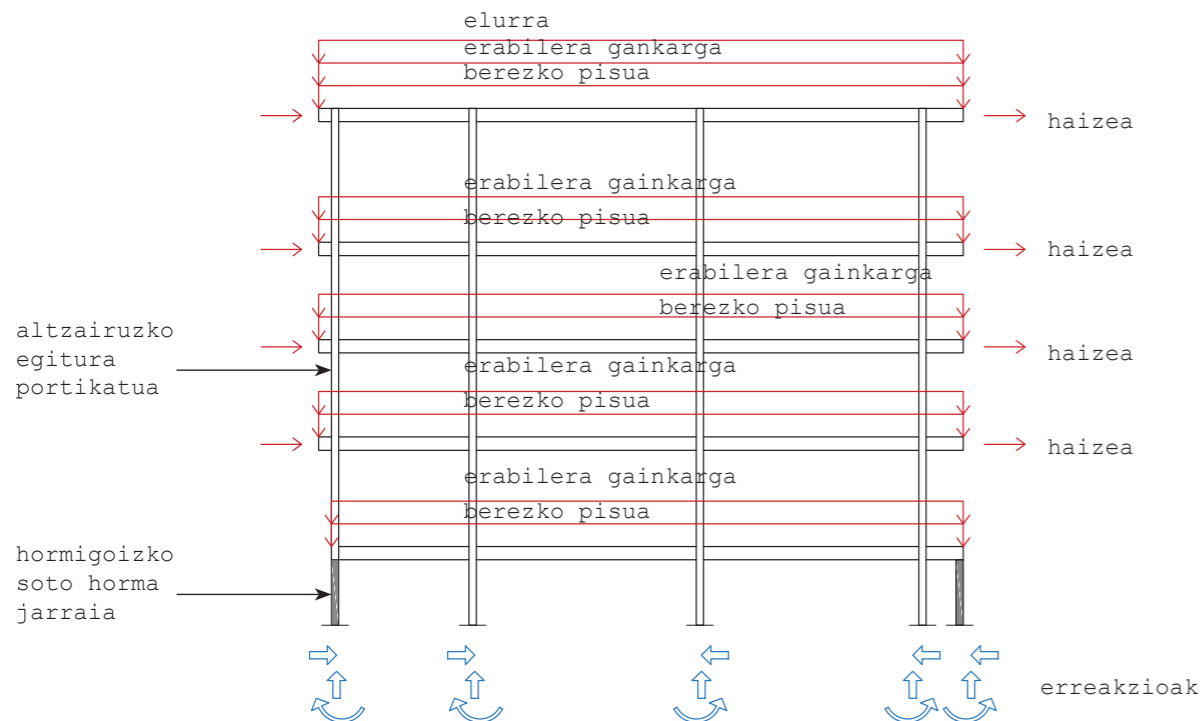 elurra
erabilera gankarga
berezko pisua
haizea
erabilera gainkarga
berezko pisua
haizea
erabilera gainkarga
berezko pisua
altzairuzko
egitura
portikatua
haizea
erabilera gainkarga
berezko pisua
haizea
erabilera gainkarga
berezko pisua
hormigoizko
soto horma
jarraia
erreakzioak